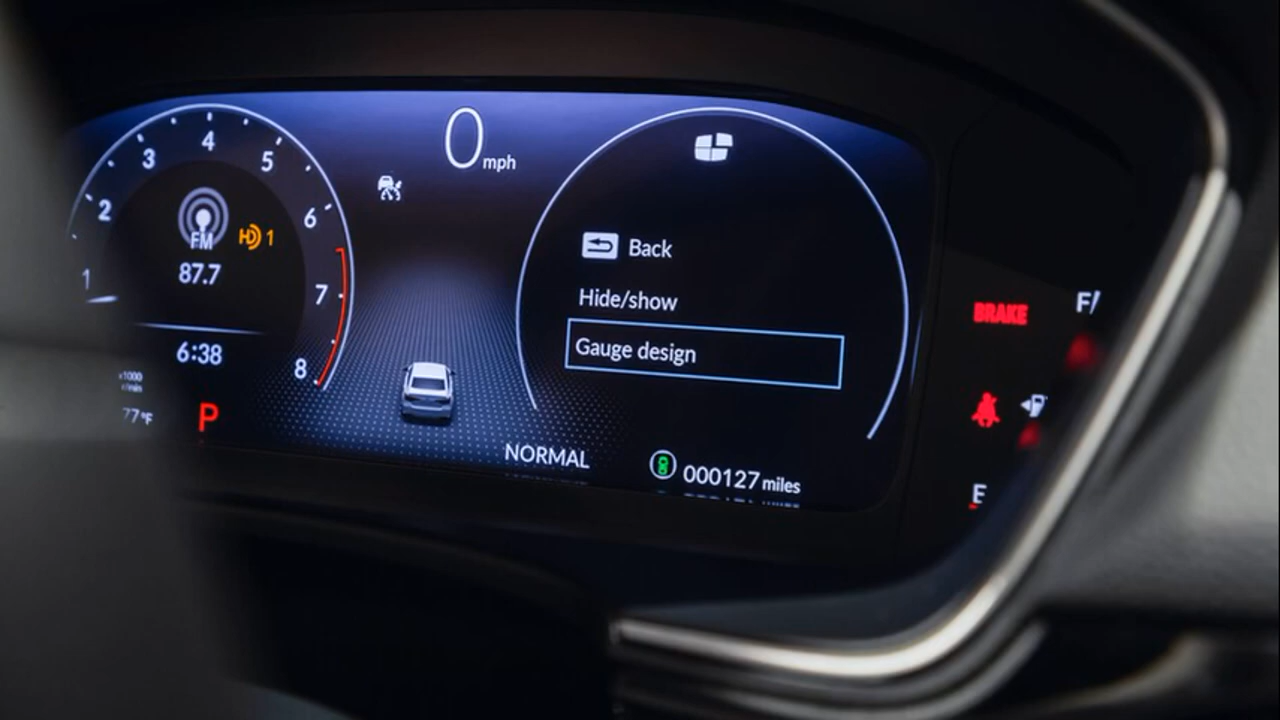 4
3
5
2
6
1
7
8
FM
HD 1
87.7
6:38
x1000
r/min
77°F
P
0 mph
Back
Hide/show
Gauge design
NORMAL
000127 miles
BRAKE
F
E